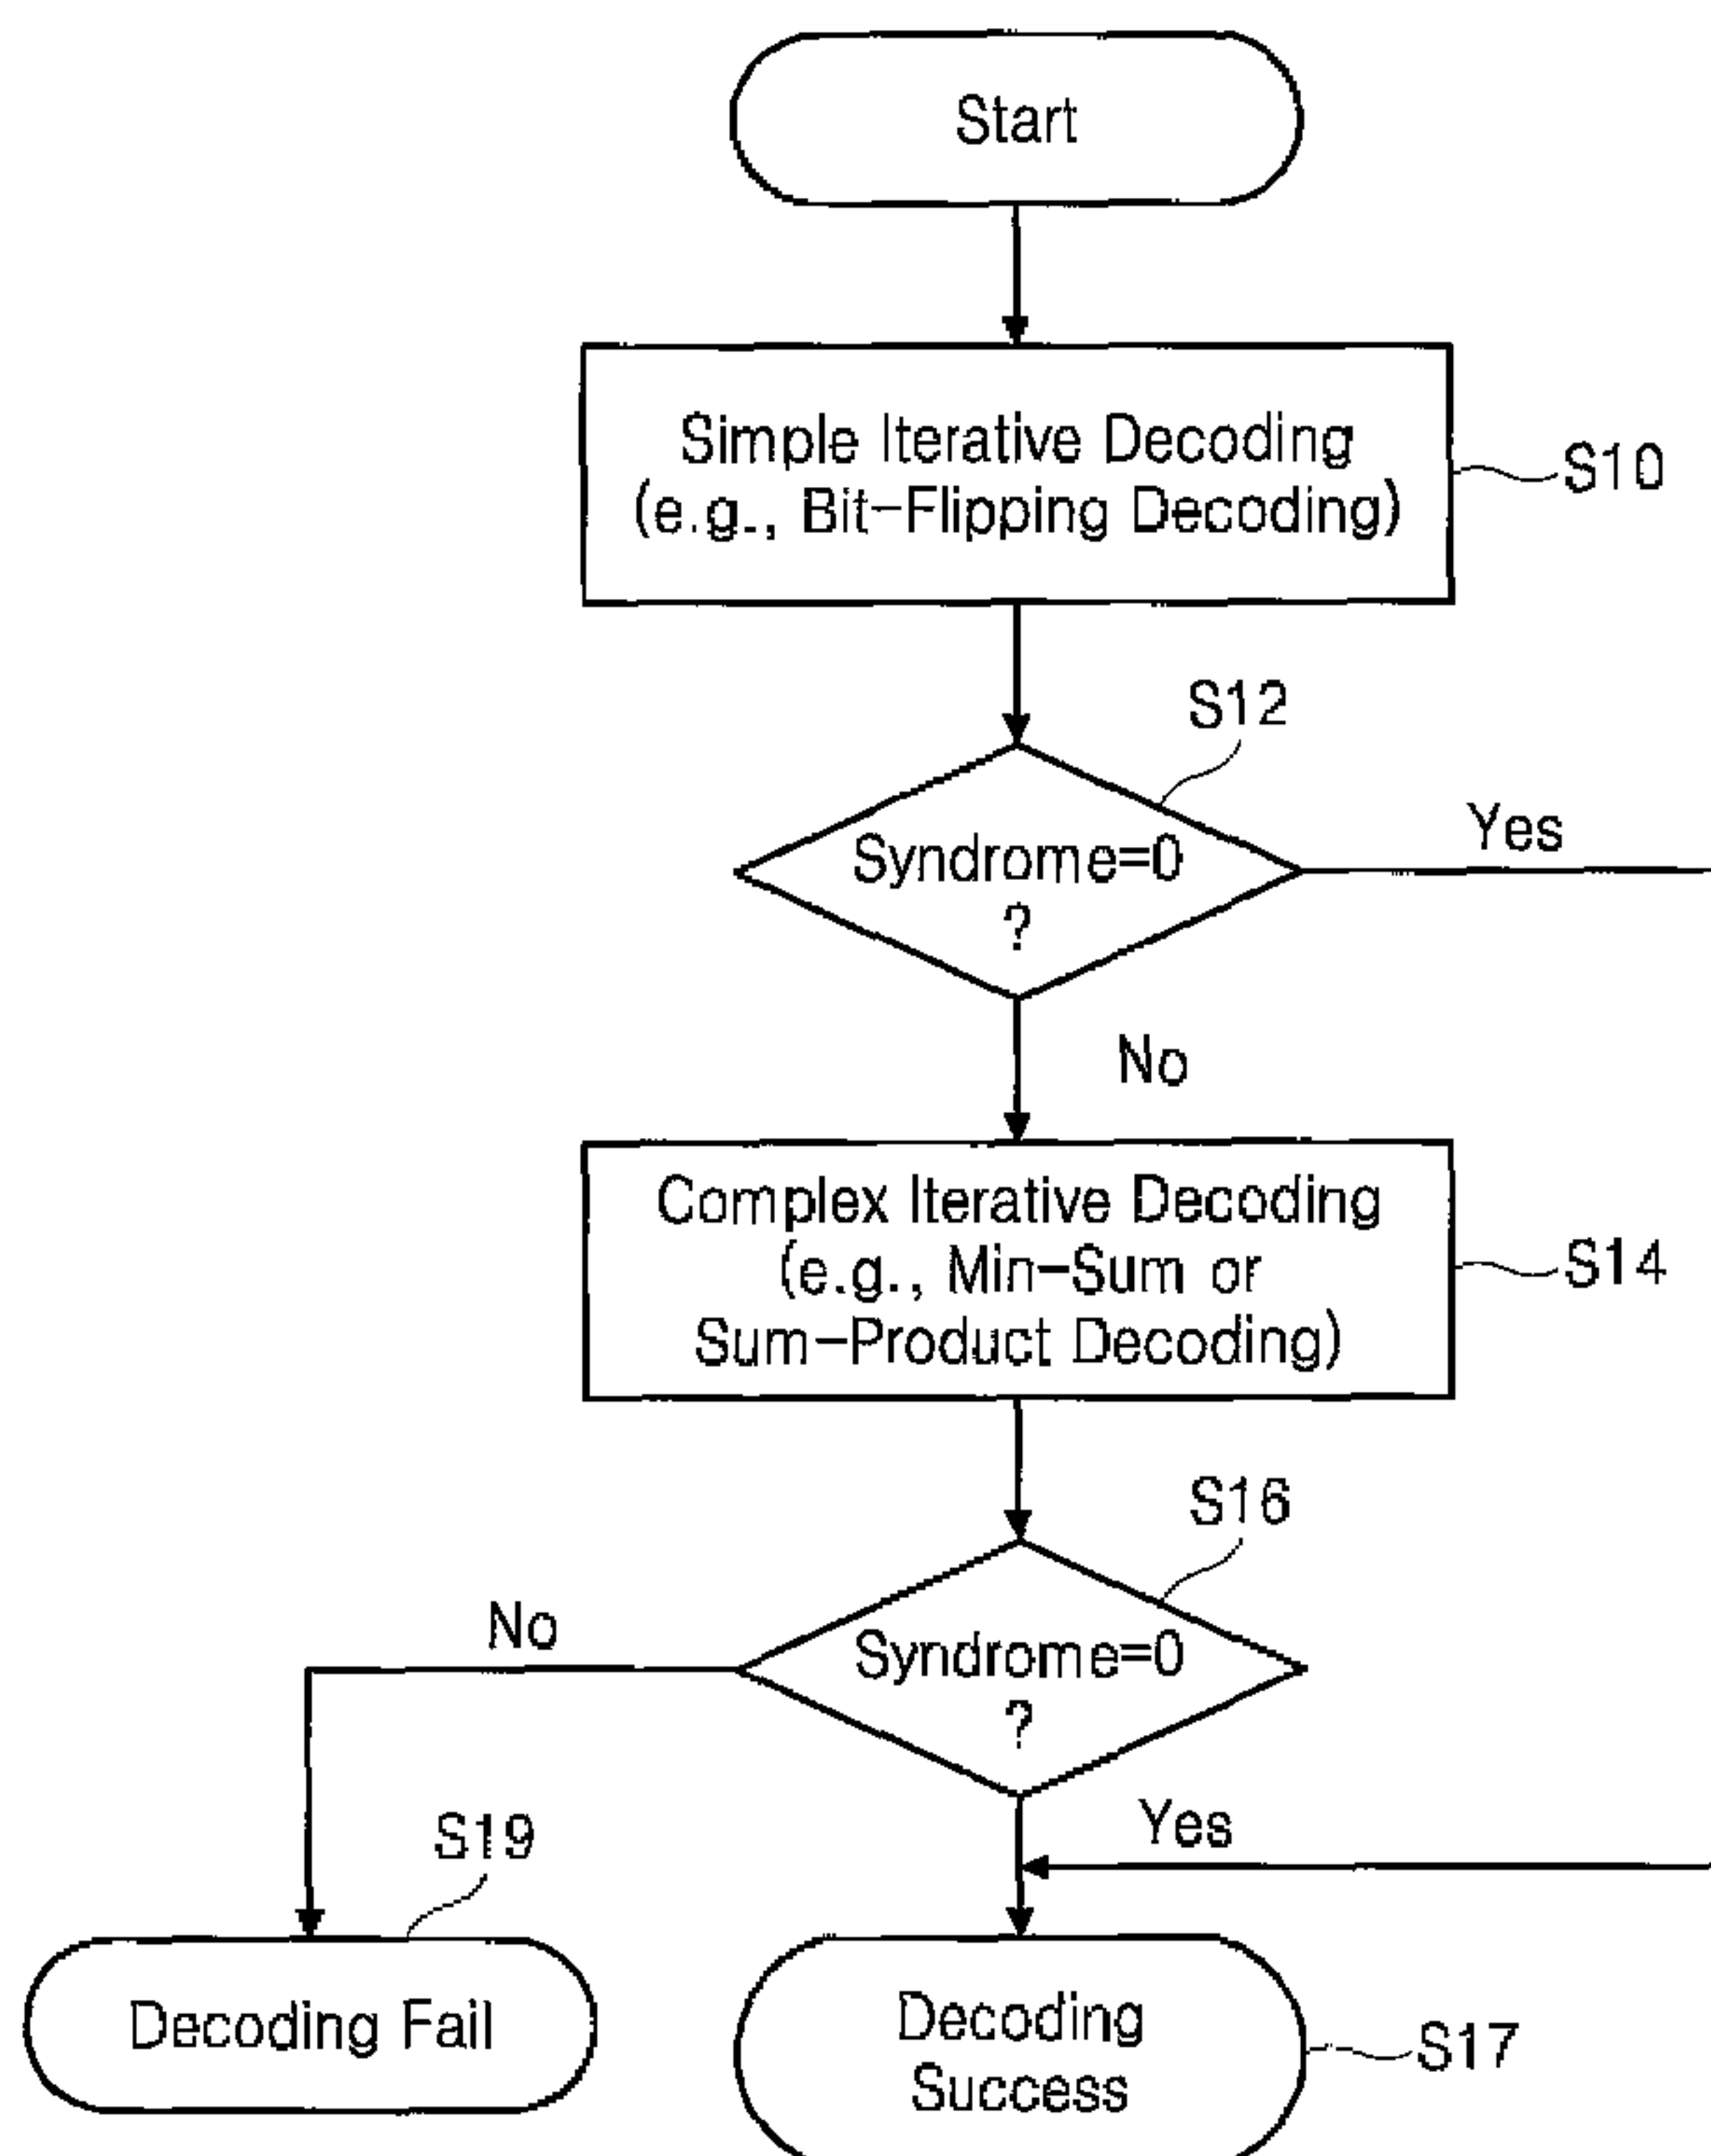 Start
Simple Iterative Decoding
(e.g., Bit-Flipping Decoding)
S10
S12
Syndrome=0
?
Yes
No
Complex Iterative Decoding
(e.g., Min-Sum or
Sum-Product Decoding)
S14
S16
Syndrome=0
?
No
Yes
S19
Decoding Fail
Decoding
Success
S17